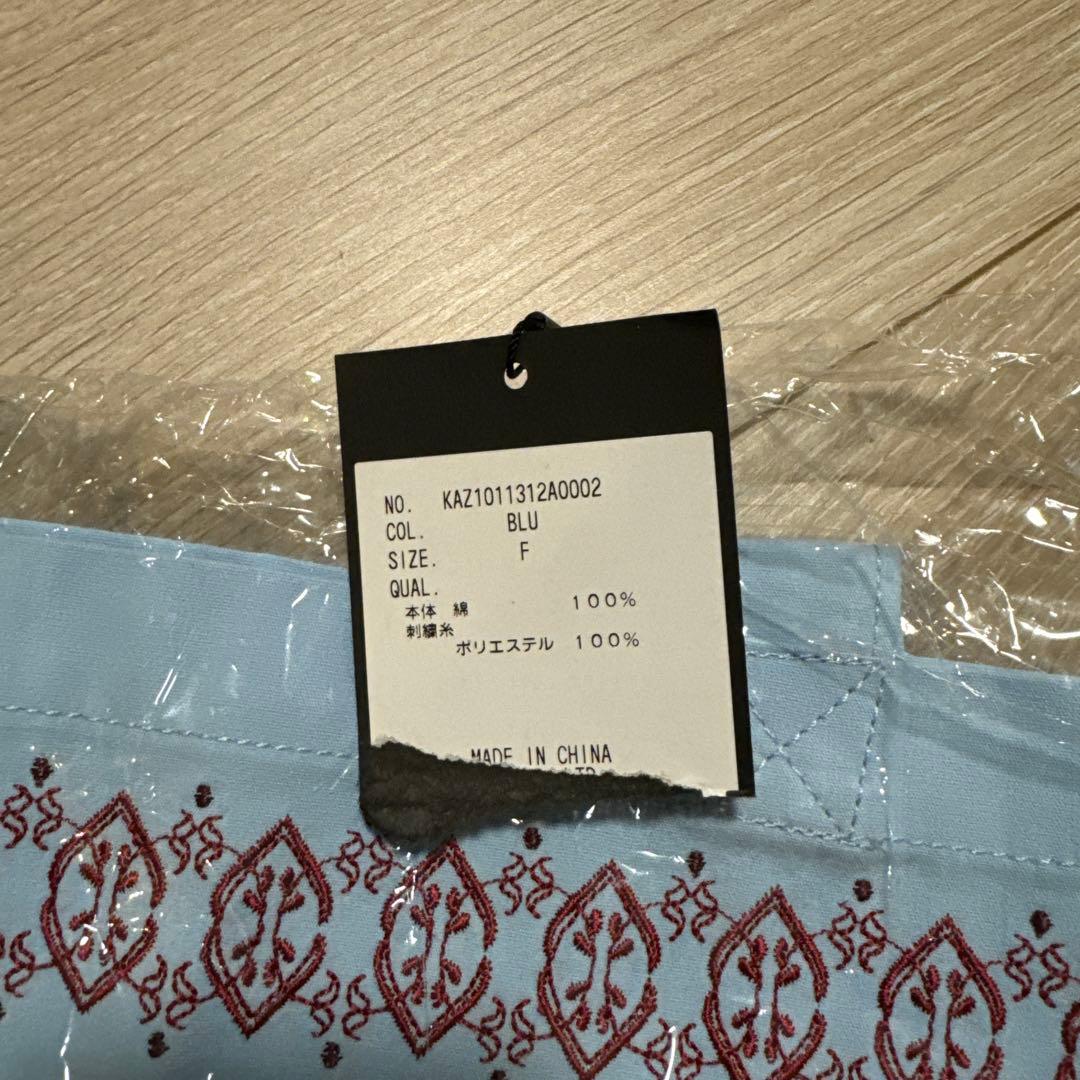 NO. KAZ1011312A0002
COL. BLU
SIZE. F
QUAL.
本体 綿 100%
刺繍糸
ポリエステル 100%
MADE IN CHINA